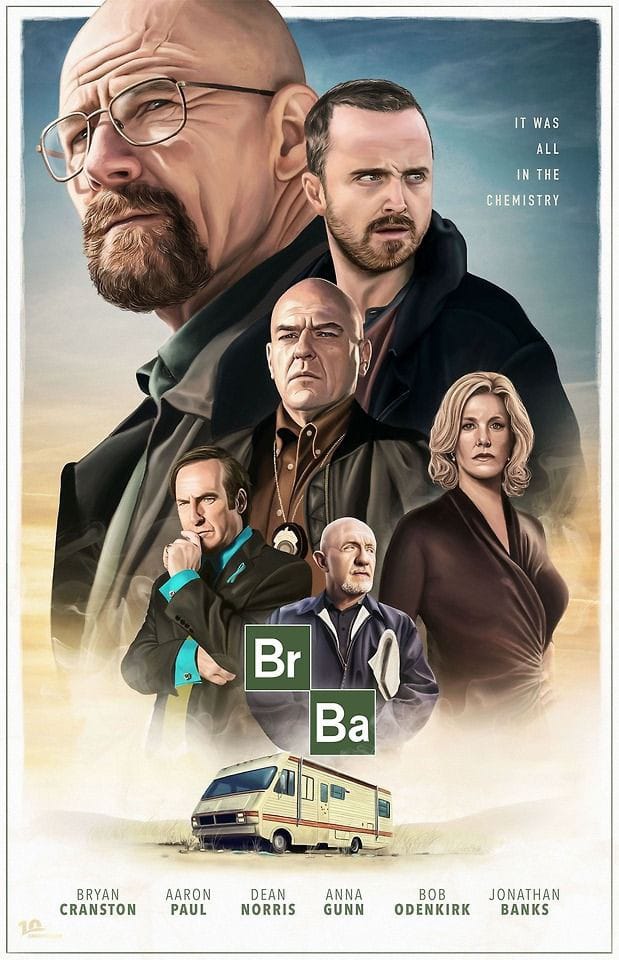 IT WAS
ALL
IN THE
CHEMISTRY
Br
Ba
BRYAN
CRANSTON
AARON
PAUL
DEAN
NORRIS
ANNA
GUNN
BOB
ODENKIRK
JONATHAN
BANKS
10